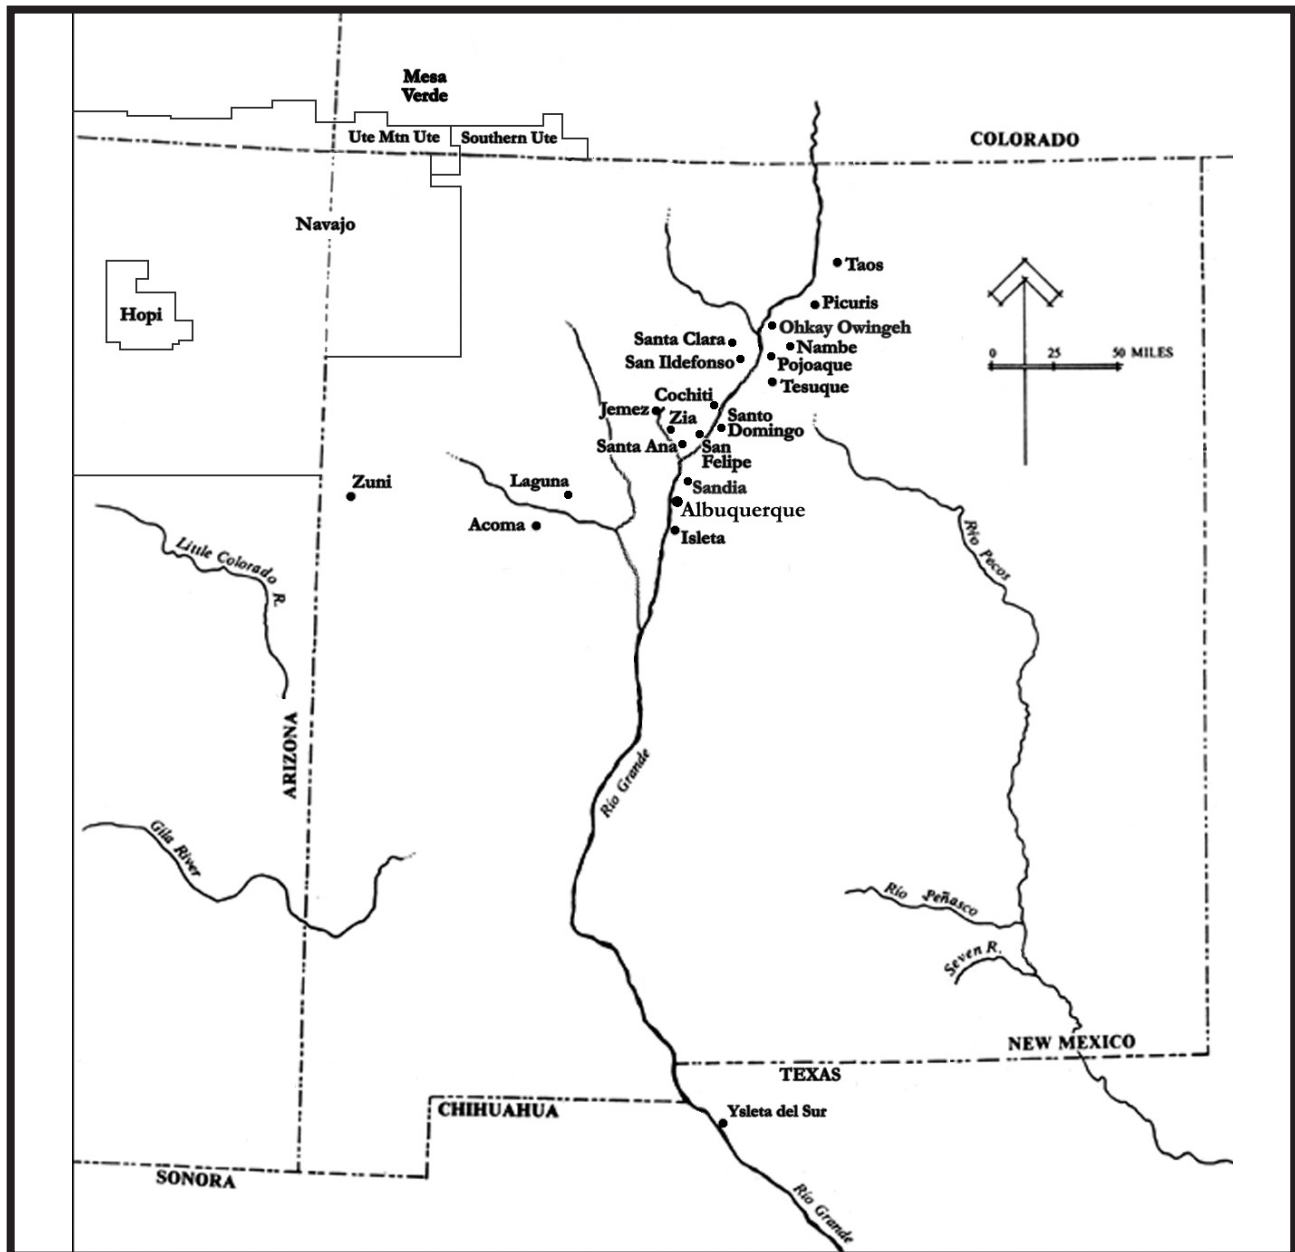 Mesa
Verde
Ute Mtn Ute
Southern Ute
COLORADO
Navajo
Taos
Hopi
Picuris
Ohkay Owingeh
Santa Clara
Nambe
San Ildefonso
Pojoaque
Tesuque
0 25 50 MILES
Cochiti
Jemez
Zia
Santo
Domingo
Santa Ana
San
Felipe
Zuni
Laguna
Sandia
Albuquerque
Acoma
Isleta
Little Colorado R.
Río Pecos
ARIZONA
Río Grande
Gila River
Río Peñasco
Seven R.
NEW MEXICO
TEXAS
CHIHUAHUA
Ysleta del Sur
SONORA
Río Grande